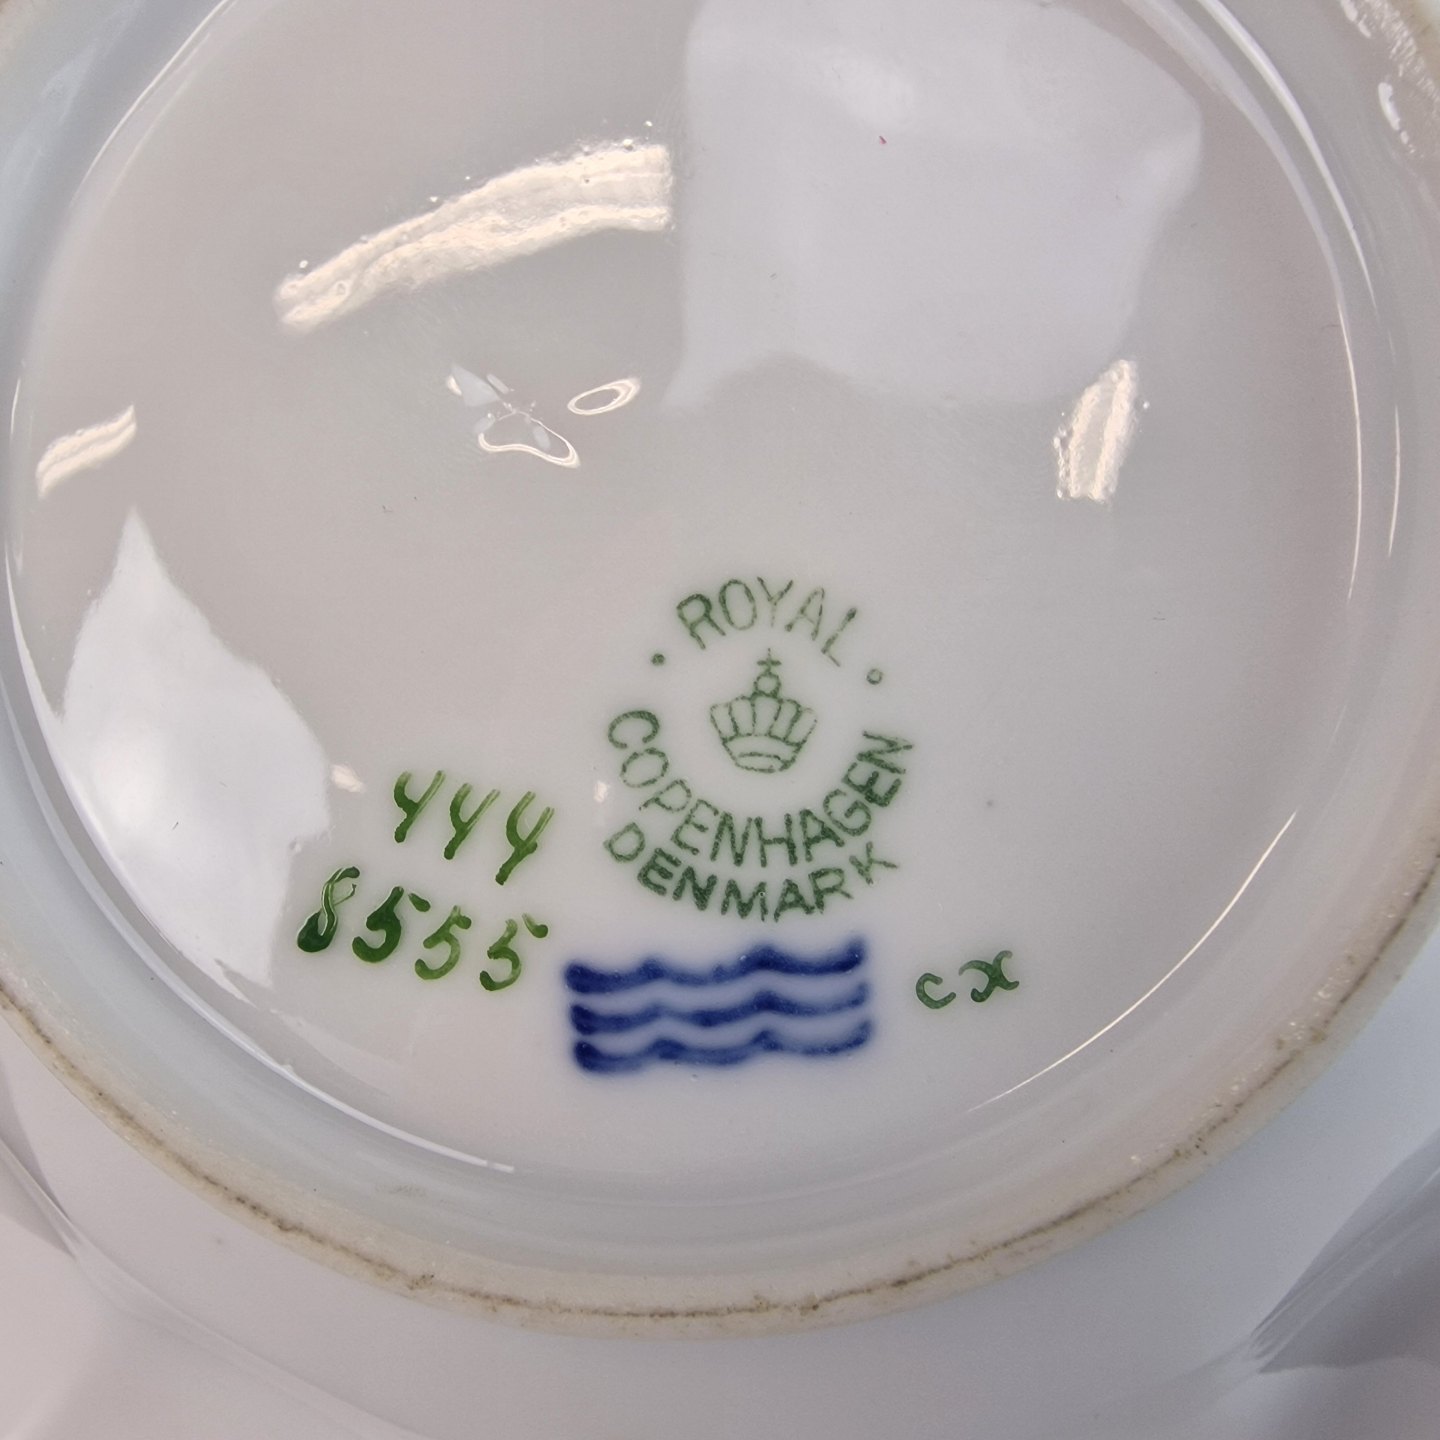 ROYAL
COPENHAGEN
DENMARK
444
8555
cx